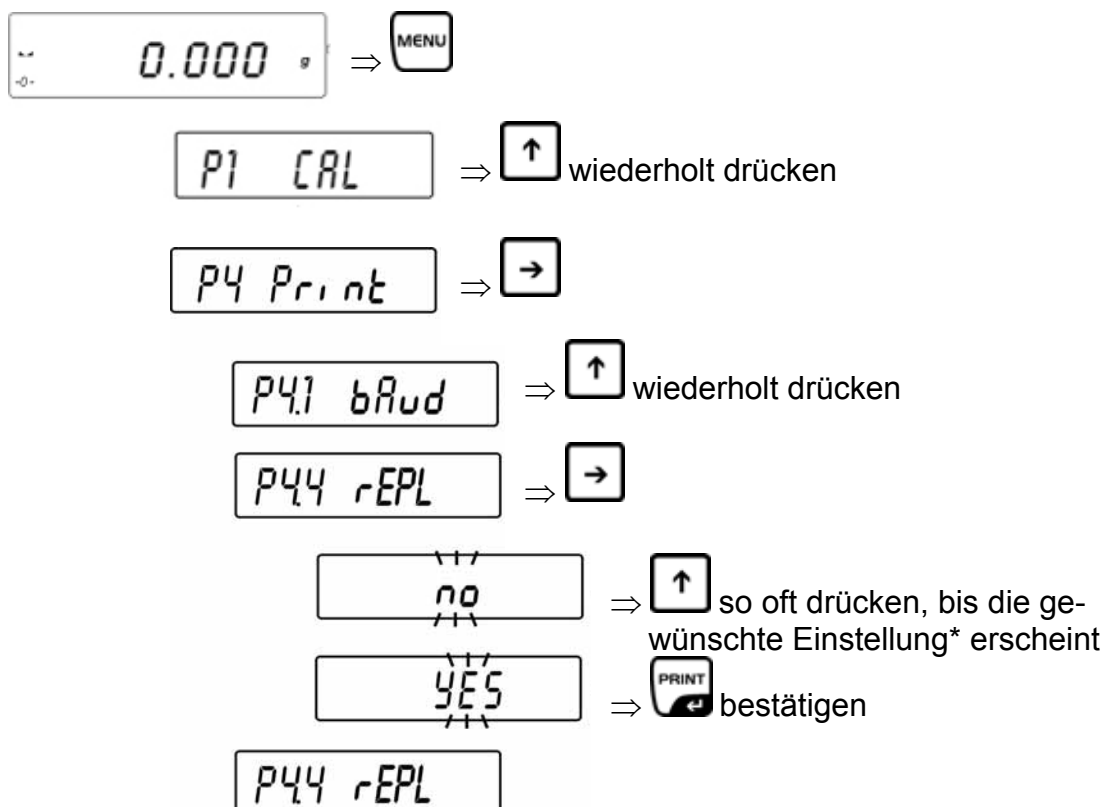 0.000 g ⇒ MENU
-0-
P1 CAL ⇒ ↑ wiederholt drücken
P4 Print ⇒ →
P4.1 bAud ⇒ ↑ wiederholt drücken
P4.4 rEPL ⇒ →
no ⇒ ↑ so oft drücken, bis die ge-
wünschte Einstellung* erscheint
YES ⇒ PRINT bestätigen
P4.4 rEPL